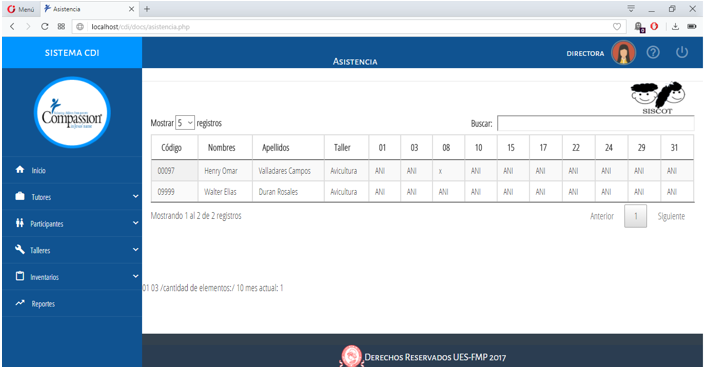 Menú Asistencia
localhost/cdi/docu/asistencia.php
SISTEMA CDI
DIRECTORA
ASISTENCIA
Compassion
SISCOT
Mostrar 5 registros Buscar:
Código Nombres Apellidos Taller 01 03 08 10 15 17 22 24 29 31
00097 Henry Omar Valladares Campos Avicultura ANI ANI x ANI ANI ANI ANI ANI ANI ANI
09999 Walter Elias Duran Rosales Avicultura ANI ANI ANI ANI ANI ANI ANI ANI ANI ANI
Mostrando 1 al 2 de 2 registros Anterior 1 Siguiente
Inicio
Tutores
Participantes
Talleres
Inventarios
Reportes
01 03 /cantidad de elementos:/ 10 mes actual: 1
DERECHOS RESERVADOS UES-FMP 2017